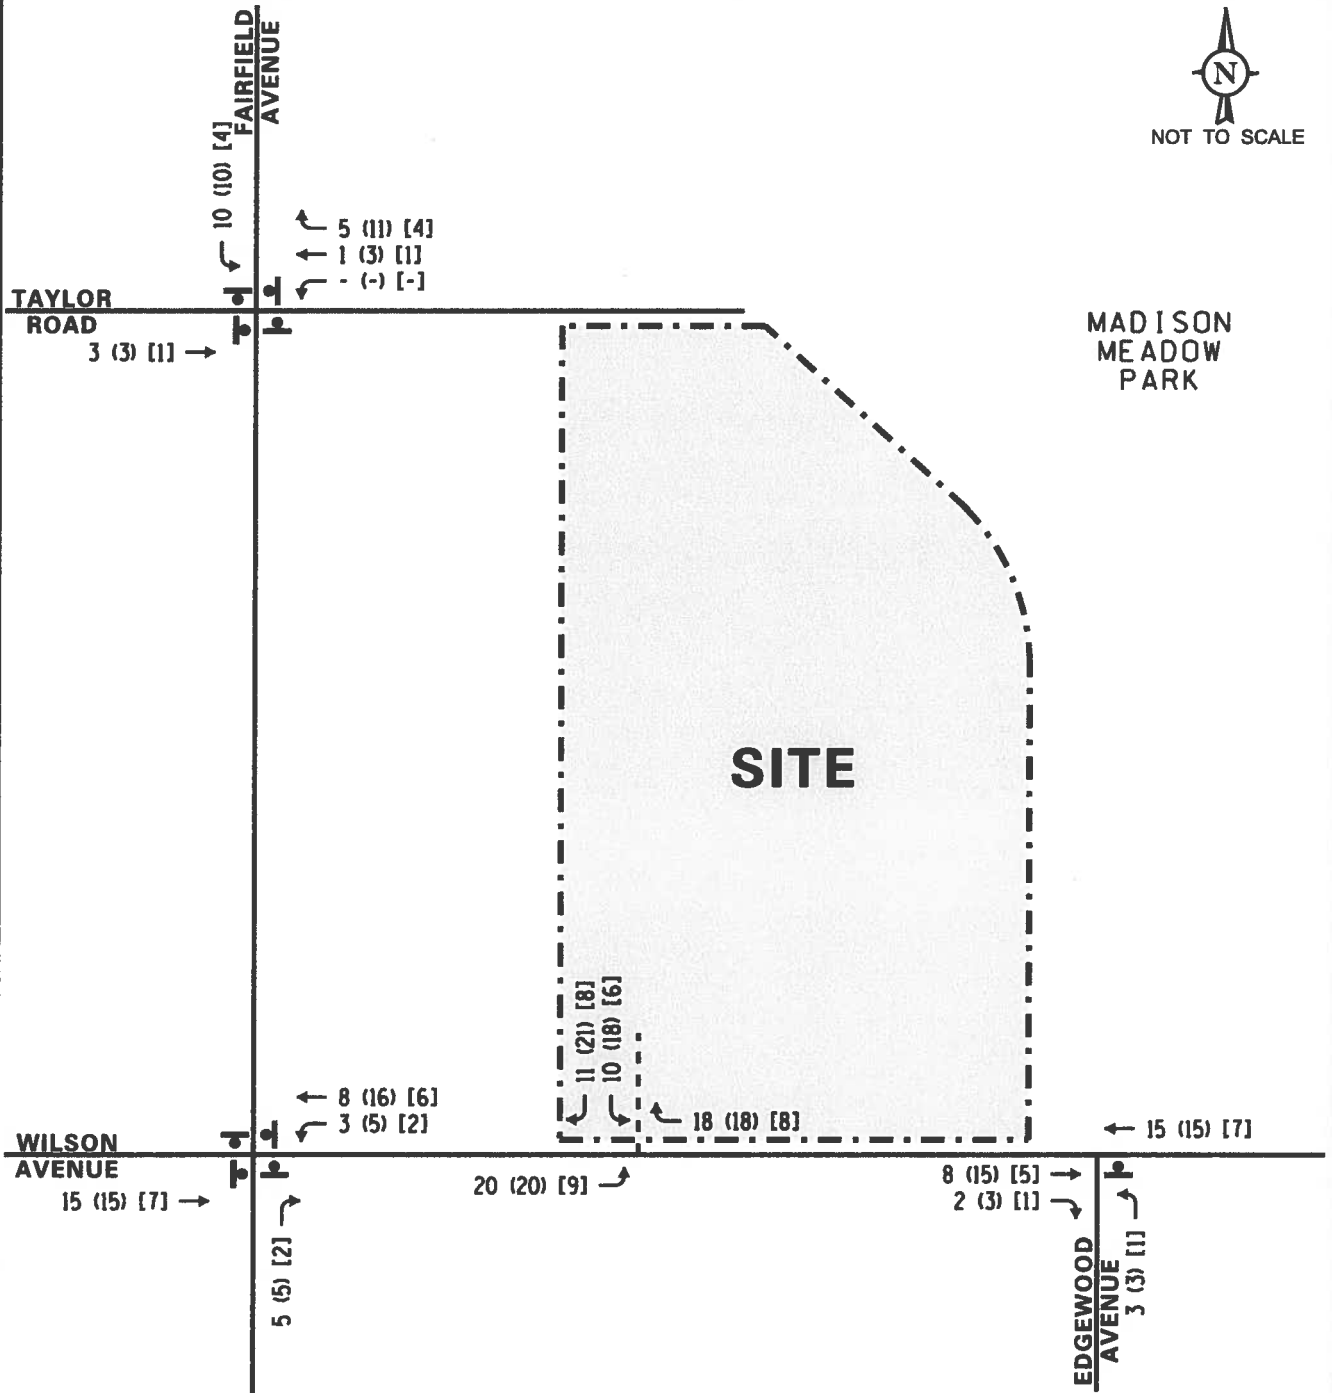 FAIRFIELD
AVENUE
N
NOT TO SCALE
10 (10) [4]
5 (11) [4]
1 (3) [1]
- (-) [-]
TAYLOR
ROAD
3 (3) [1]
MADISON
MEADOW
PARK
SITE
11 (21) [8]
10 (18) [6]
18 (18) [8]
8 (16) [6]
3 (5) [2]
WILSON
AVENUE
15 (15) [7]
5 (5) [2]
20 (20) [9]
15 (15) [7]
8 (15) [5]
2 (3) [1]
EDGEWOOD
AVENUE
3 (3) [1]